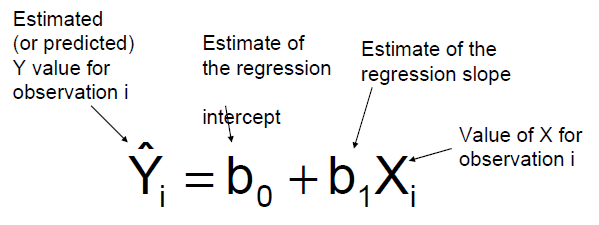 Estimated
(or predicted)
Y value for
observation i
Estimate of
the regression
intercept
Estimate of the
regression slope
Value of X for
observation i
Ŷᵢ = b₀ + b₁Xᵢ